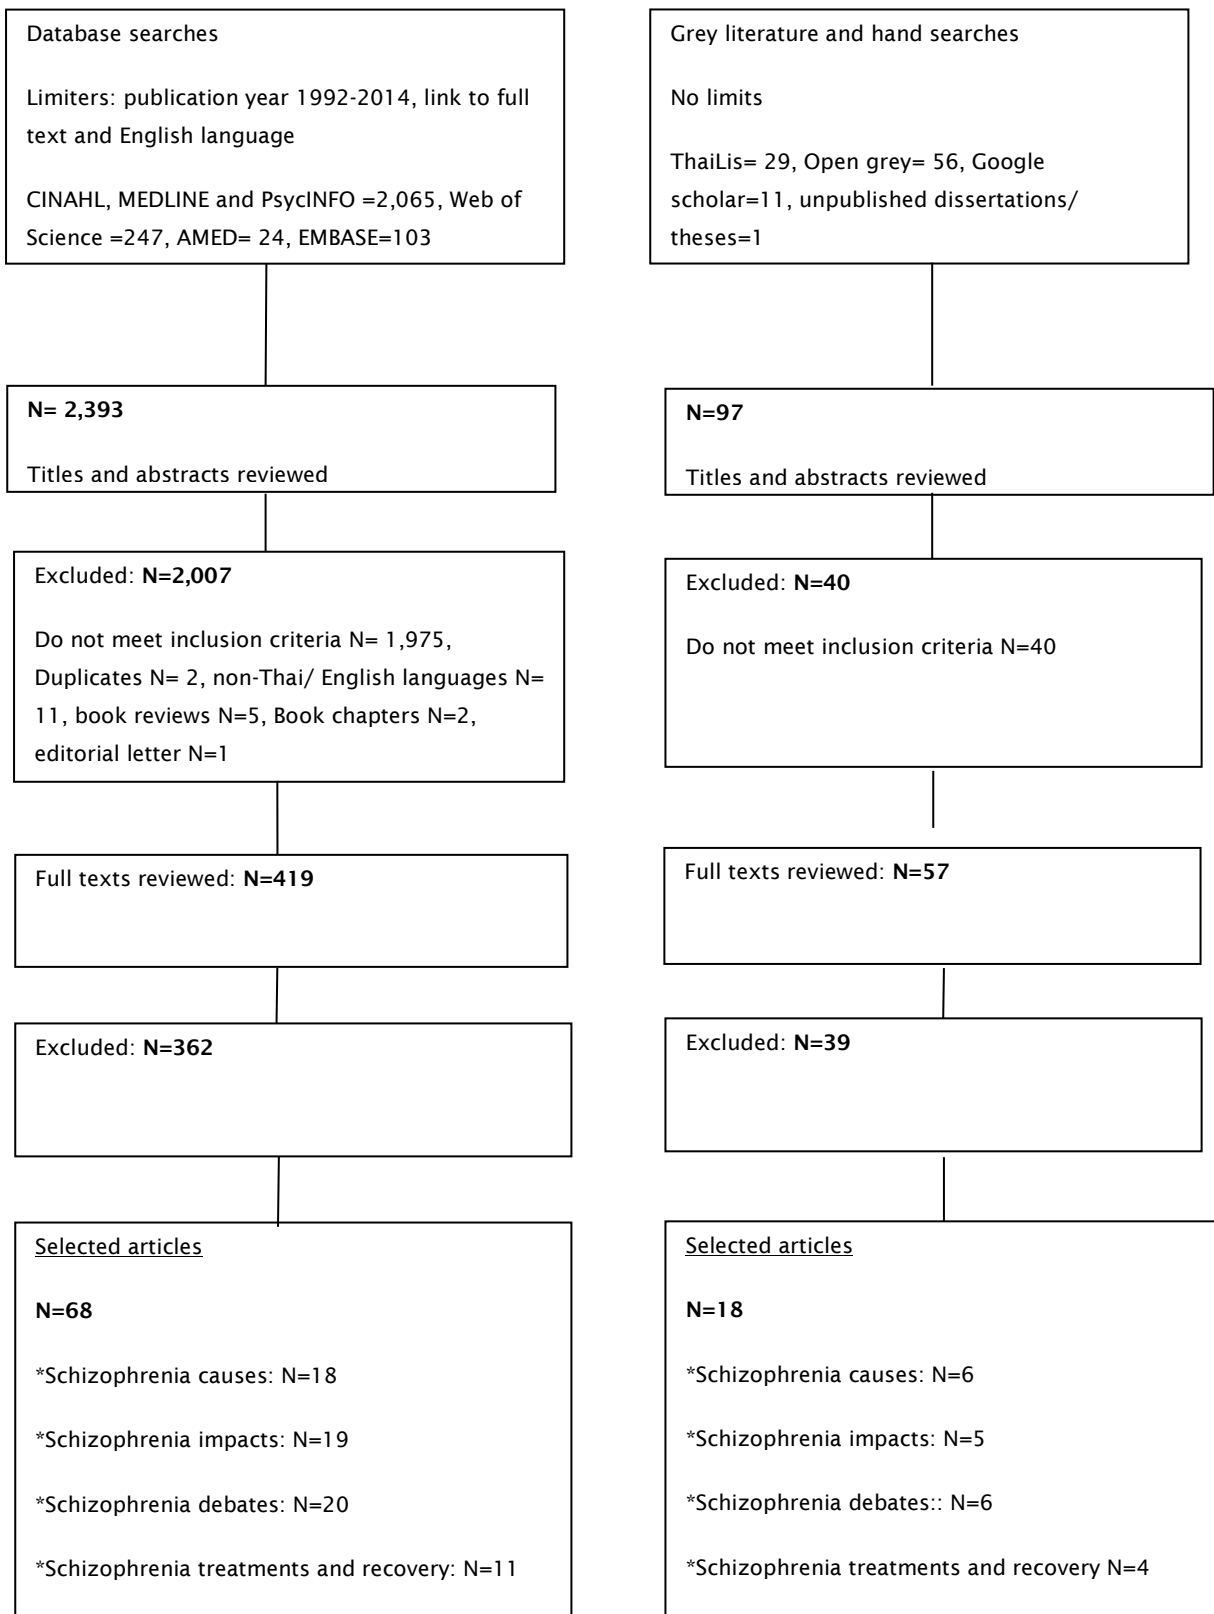 Database searches
Limiters: publication year 1992-2014, link to full
text and English language
CINAHL, MEDLINE and PsycINFO =2,065, Web of
Science =247, AMED= 24, EMBASE=103
Grey literature and hand searches
No limits
ThaiLis= 29, Open grey= 56, Google
scholar=11, unpublished dissertations/
theses=1
N= 2,393
Titles and abstracts reviewed
N=97
Titles and abstracts reviewed
Excluded: N=2,007
Do not meet inclusion criteria N= 1,975,
Duplicates N= 2, non-Thai/ English languages N=
11, book reviews N=5, Book chapters N=2,
editorial letter N=1
Excluded: N=40
Do not meet inclusion criteria N=40
Full texts reviewed: N=419
Full texts reviewed: N=57
Excluded: N=362
Excluded: N=39
Selected articles
N=68
*Schizophrenia causes: N=18
*Schizophrenia impacts: N=19
*Schizophrenia debates: N=20
*Schizophrenia treatments and recovery: N=11
Selected articles
N=18
*Schizophrenia causes: N=6
*Schizophrenia impacts: N=5
*Schizophrenia debates:: N=6
*Schizophrenia treatments and recovery N=4